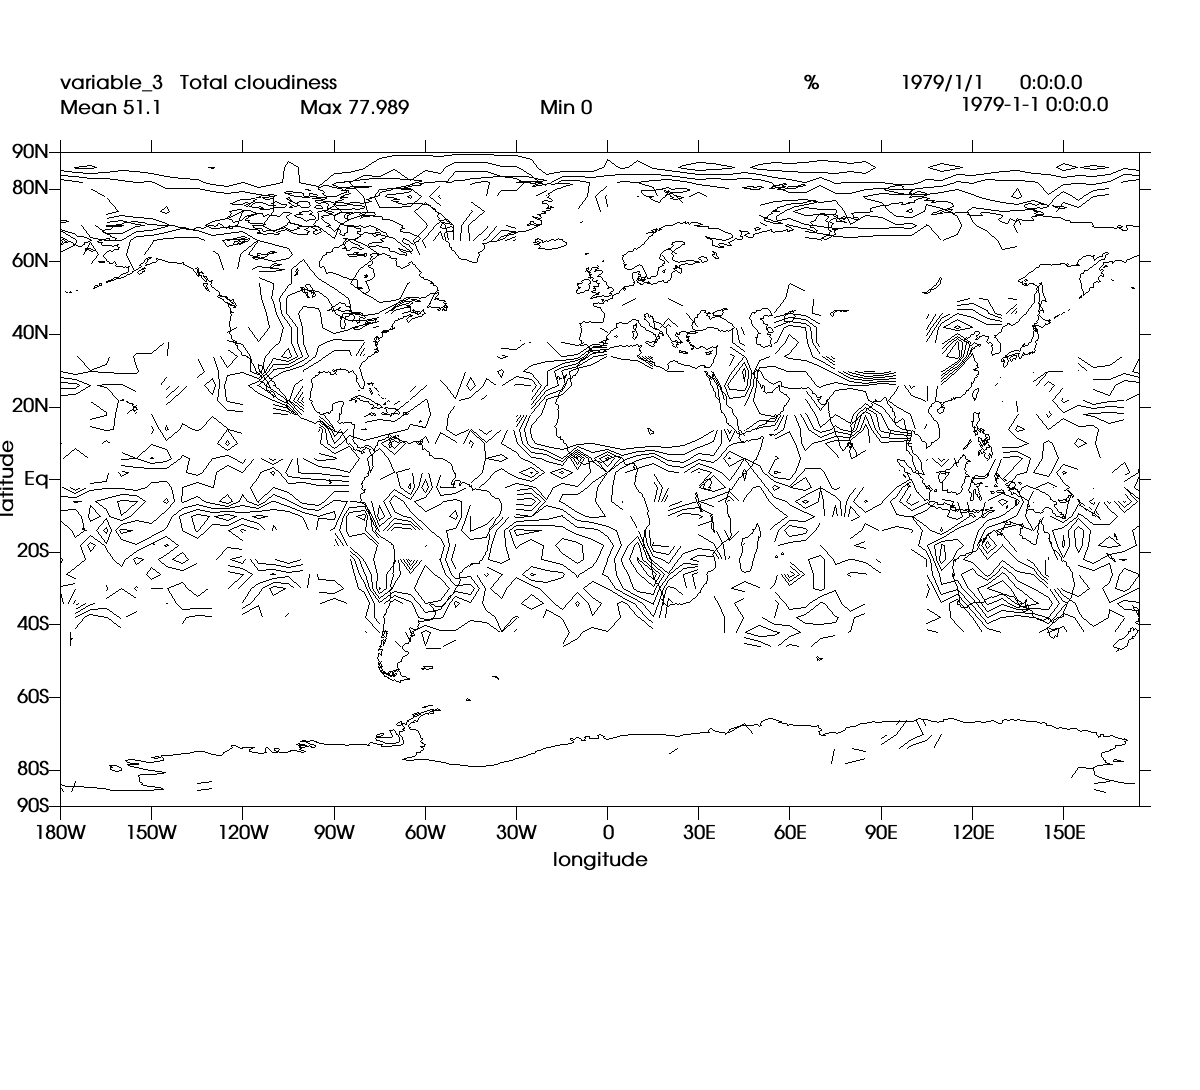 variable_3 Total cloudiness % 1979/1/1 0:0:0.0
Mean 51.1 Max 77.989 Min 0 1979-1-1 0:0:0.0
90N
80N
60N
40N
20N
Eq
20S
40S
60S
80S
90S
latitude
180W 150W 120W 90W 60W 30W 0 30E 60E 90E 120E 150E
longitude